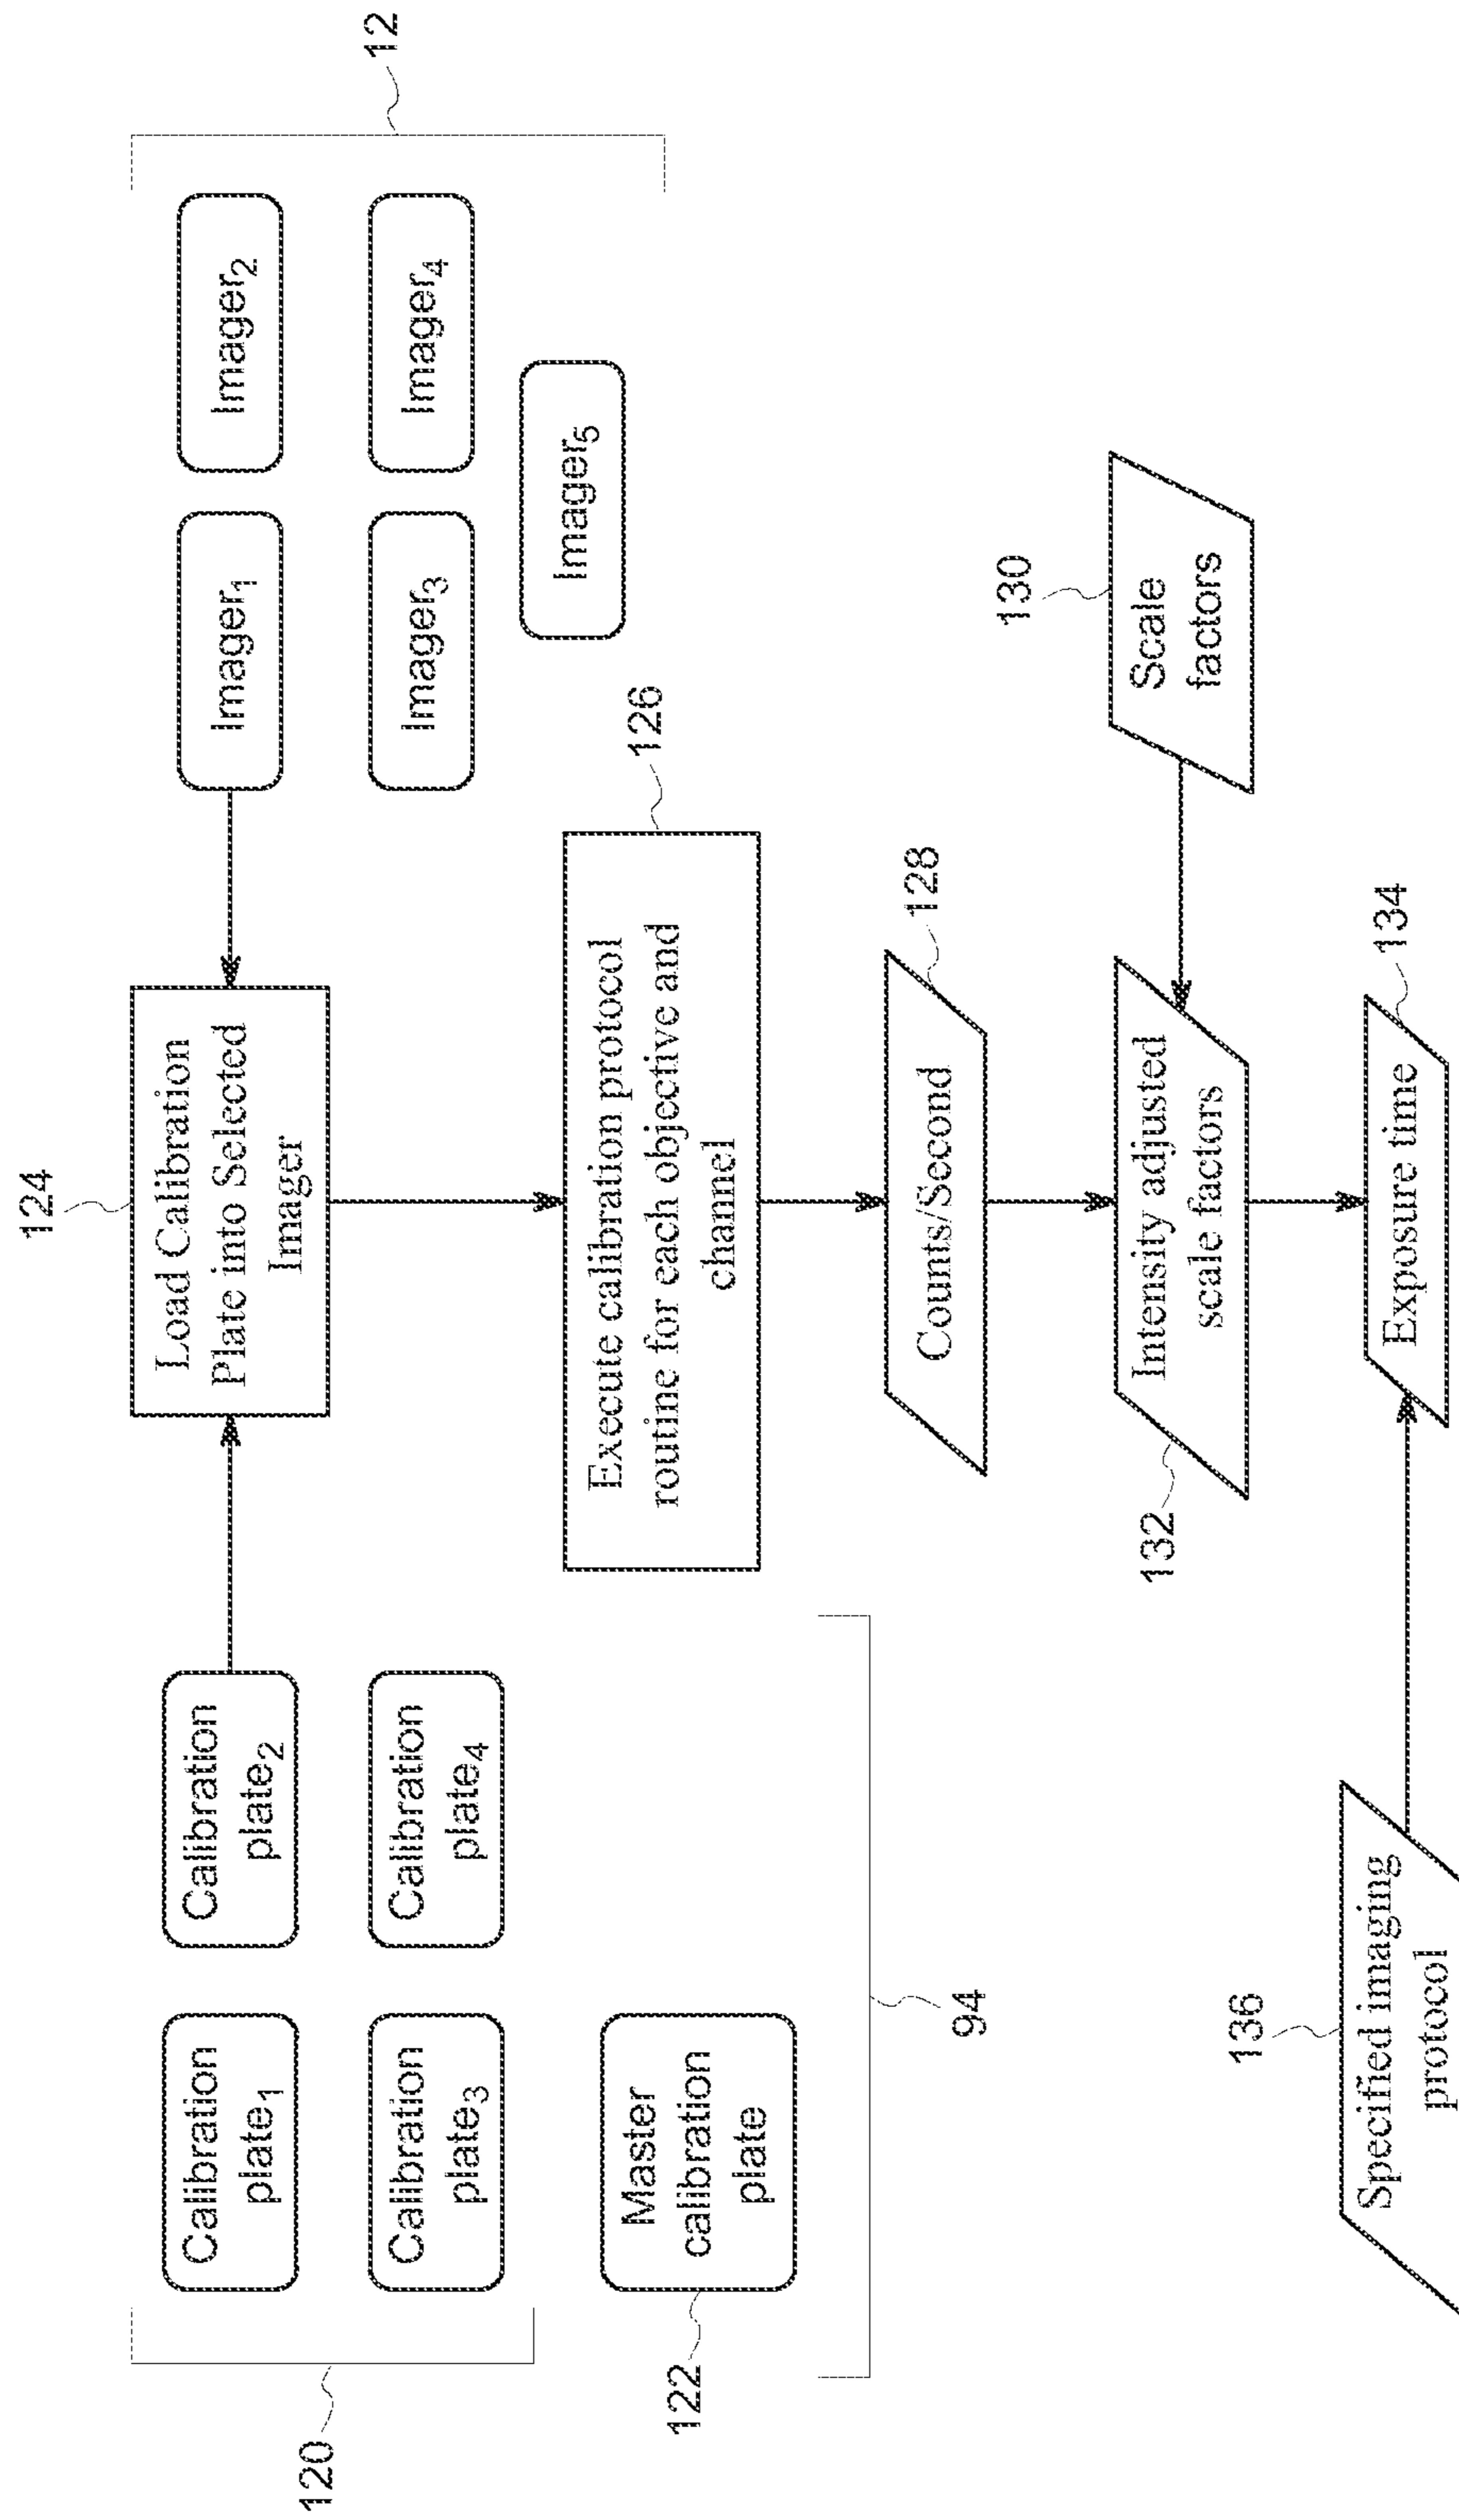 120
Calibration
plate1
Calibration
plate2
Calibration
plate3
Calibration
plate4
122
Master
calibration
plate
94
124
Load Calibration
Plate into Selected
Imager
Imager1
Imager2
Imager3
Imager4
Imager5
12
126
Execute calibration protocol
routine for each objective and
channel
128
Counts/Second
130
Scale
factors
132
Intensity adjusted
scale factors
134
Exposure time
136
Specified imaging
protocol